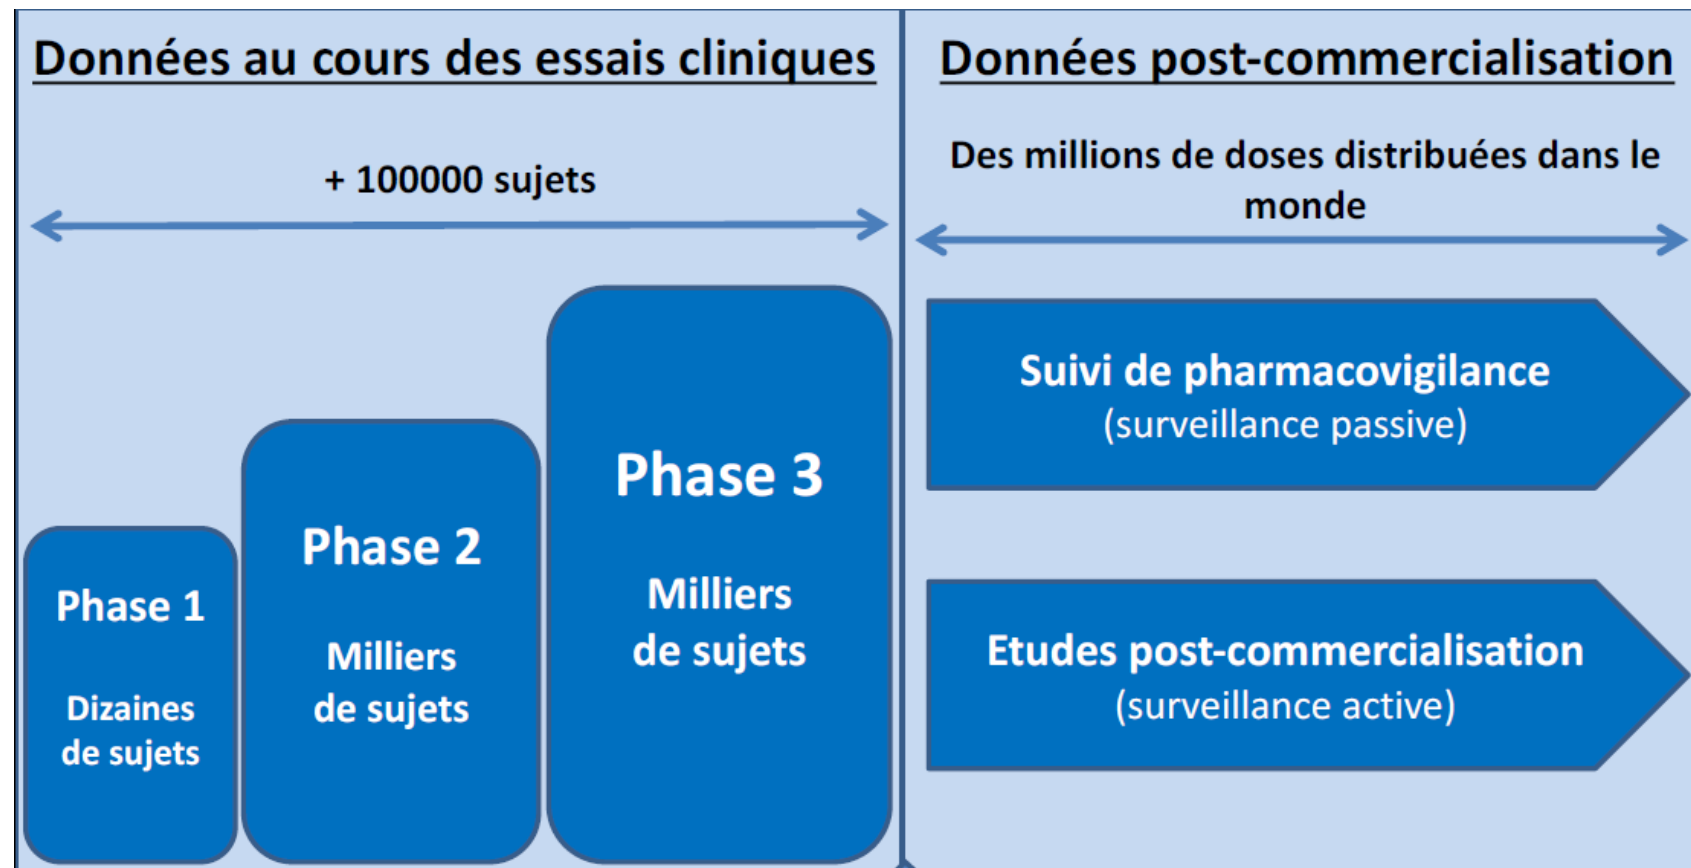 Données au cours des essais cliniques
+ 100000 sujets
Phase 1
Dizaines
de sujets
Phase 2
Milliers
de sujets
Phase 3
Milliers
de sujets
Données post-commercialisation
Des millions de doses distribuées dans le
monde
Suivi de pharmacovigilance
(surveillance passive)
Etudes post-commercialisation
(surveillance active)